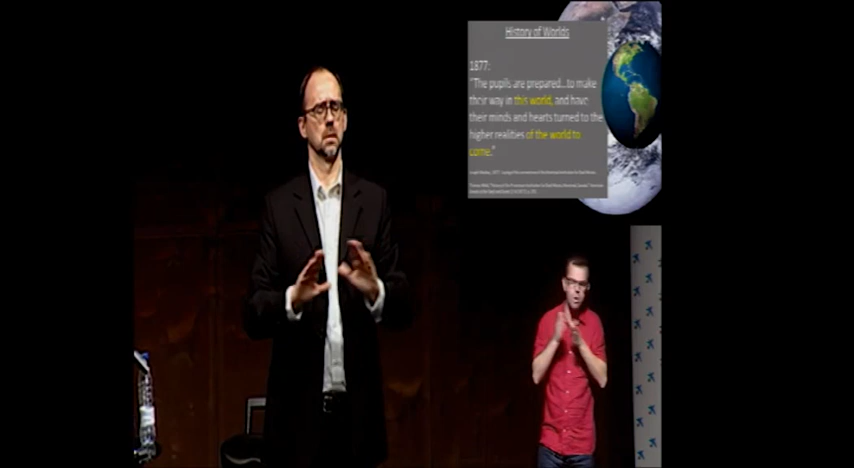 History of Worlds
1877:
"The pupils are prepared...to make
their way in this world, and have
their minds and hearts turned to the
higher realities of the world to
come."